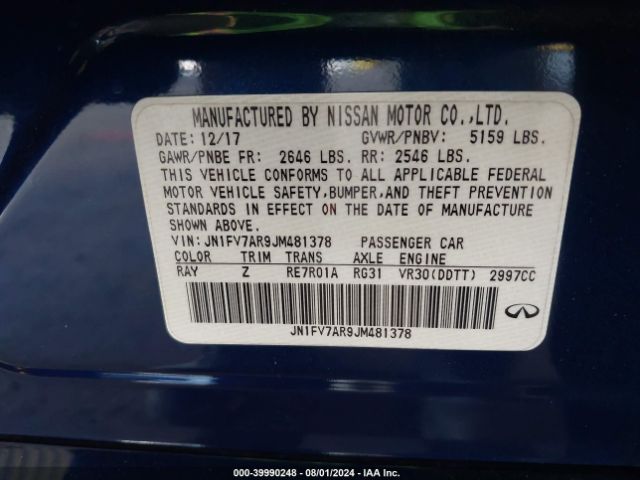 MANUFACTURED BY NISSAN MOTOR CO.,LTD.
DATE: 12/17 GVWR/PNBV: 5159 LBS.
GAWR/PNBE FR: 2646 LBS. RR: 2546 LBS.
THIS VEHICLE CONFORMS TO ALL APPLICABLE FEDERAL
MOTOR VEHICLE SAFETY,BUMPER,AND THEFT PREVENTION
STANDARDS IN EFFECT ON THE DATE OF MANUFACTURE
SHOWN ABOVE.
VIN:JN1FV7AR9JM481378 PASSENGER CAR
COLOR TRIM TRANS AXLE ENGINE
RAY Z RE7R01A RG31 VR30(DDTT) 2997CC
JN1FV7AR9JM481378
000-39990248 - 08/01/2024 - IAA Inc.